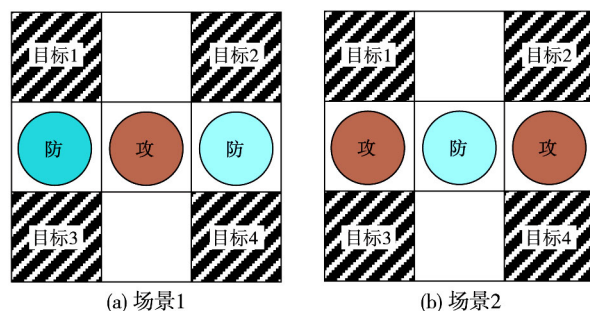 目标1 目标2 目标1 目标2
防 攻 防 攻 防 攻
目标3 目标4 目标3 目标4
(a) 场景1 (b) 场景2